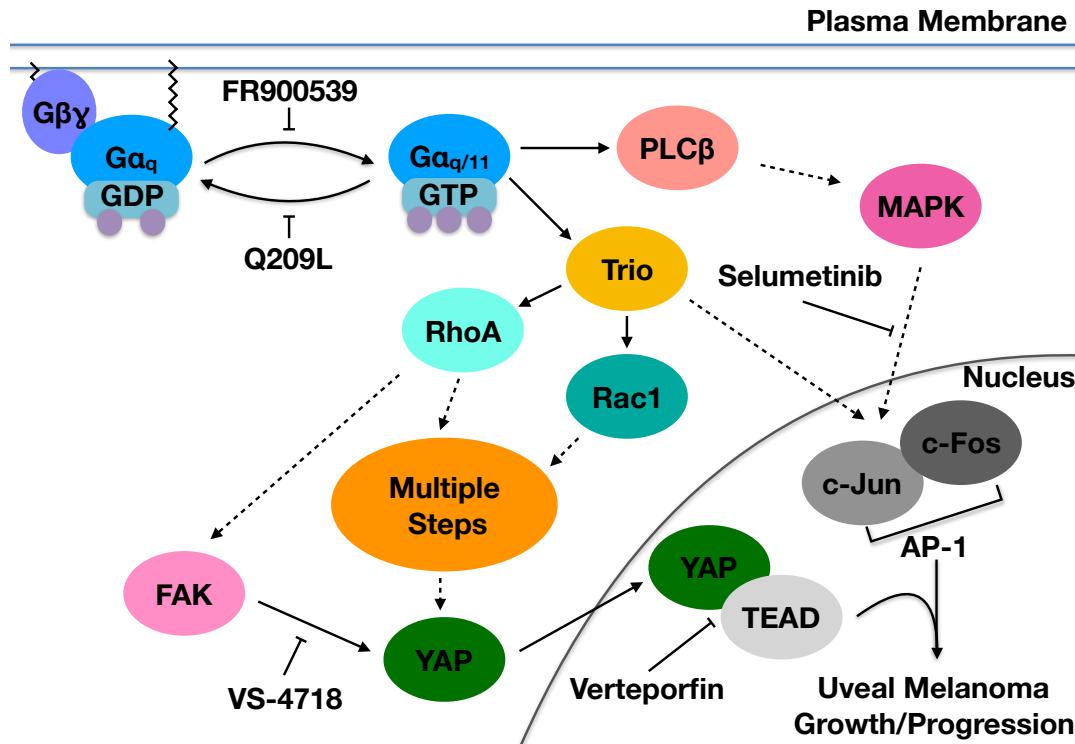 Plasma Membrane
FR900539
Gβγ
Gαq
GDP
Gαq/11
GTP
PLCβ
MAPK
Q209L
Trio
Selumetinib
RhoA
Rac1
Nucleus
c-Fos
c-Jun
Multiple
Steps
AP-1
FAK
YAP
TEAD
YAP
VS-4718
Verteporfin
Uveal Melanoma
Growth/Progression